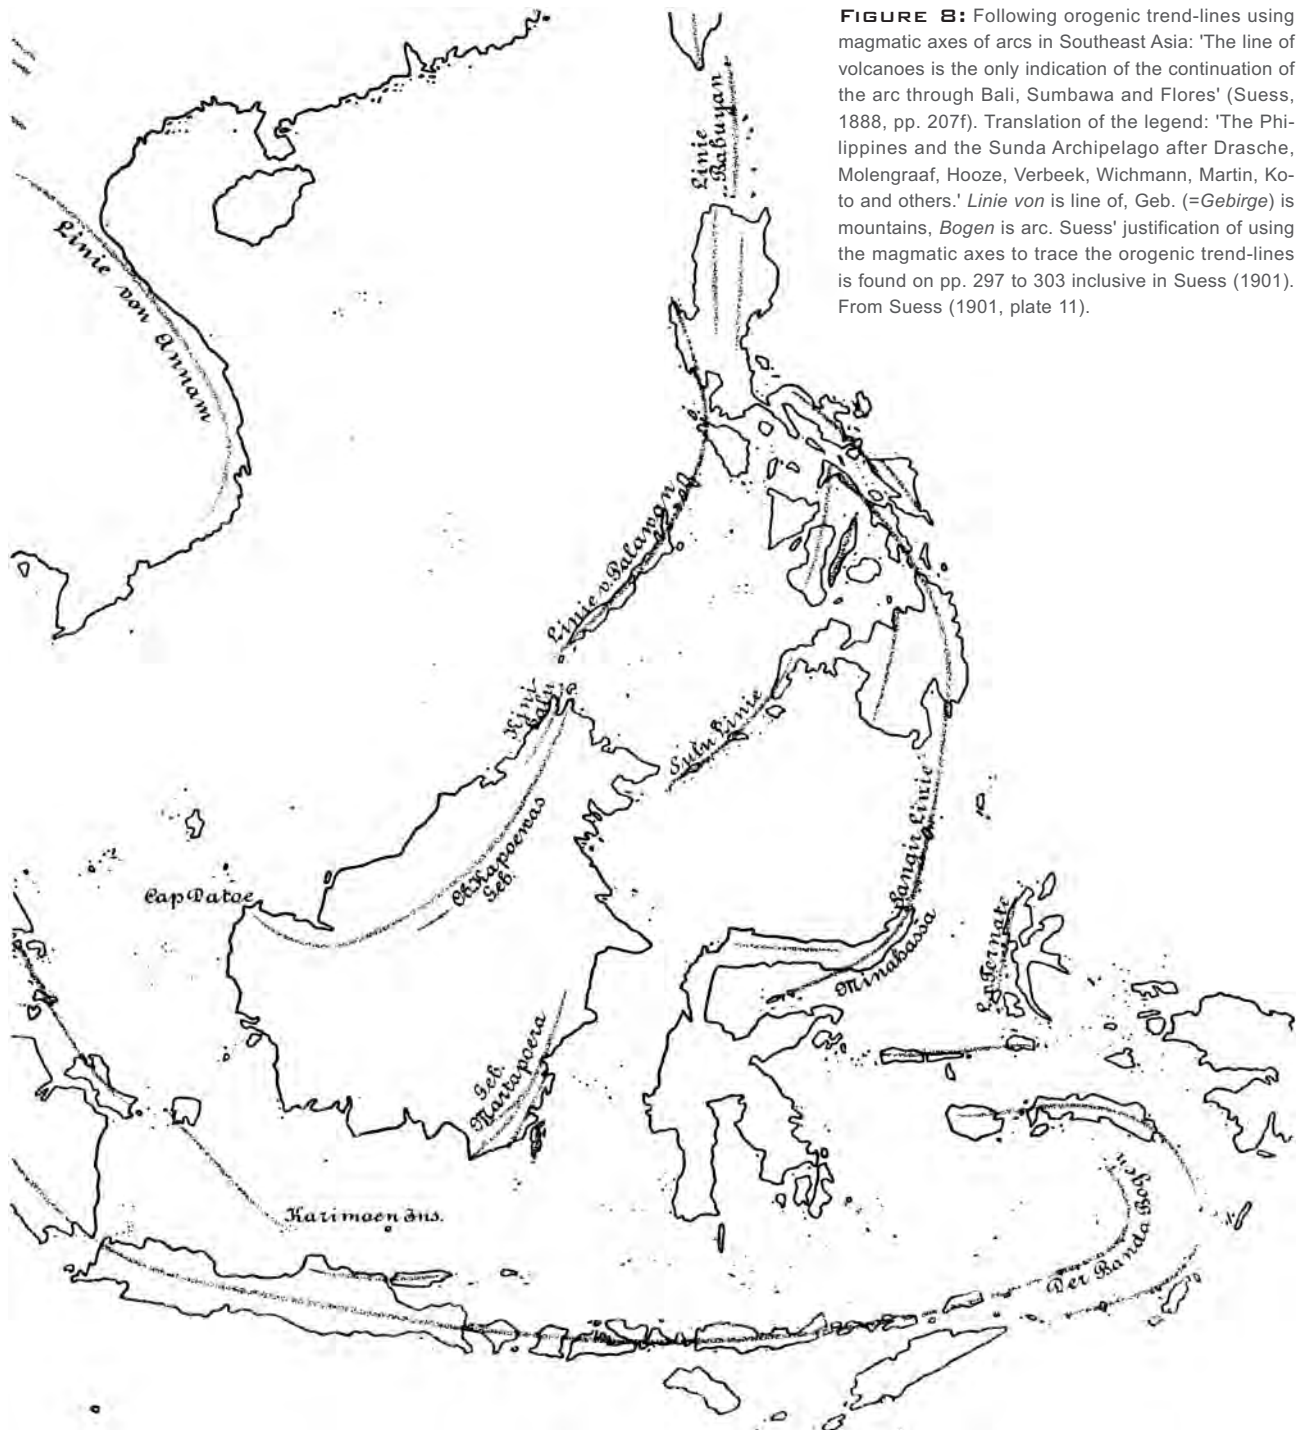 FIGURE 8: Following orogenic trend-lines using
magmatic axes of arcs in Southeast Asia: 'The line of
volcanoes is the only indication of the continuation of
the arc through Bali, Sumbawa and Flores' (Suess,
1888, pp. 207f). Translation of the legend: 'The Phi-
lippines and the Sunda Archipelago after Drasche,
Molengraaf, Hooze, Verbeek, Wichmann, Martin, Ko-
to and others.' Linie von is line of, Geb. (=Gebirge) is
mountains, Bogen is arc. Suess' justification of using
the magmatic axes to trace the orogenic trend-lines
is found on pp. 297 to 303 inclusive in Suess (1901).
From Suess (1901, plate 11).
Linie
Babuyan
Linie von Annam
Linie v. Palawan
Kini-
balu
Sulu Linie
Ob. Kapoewas
Geb.
Cap Datoe
Sangir Linie
Minahassa
L. v. Ternate
Geb.
Martapoera
Karimoen Ins.
Der Banda Bogen